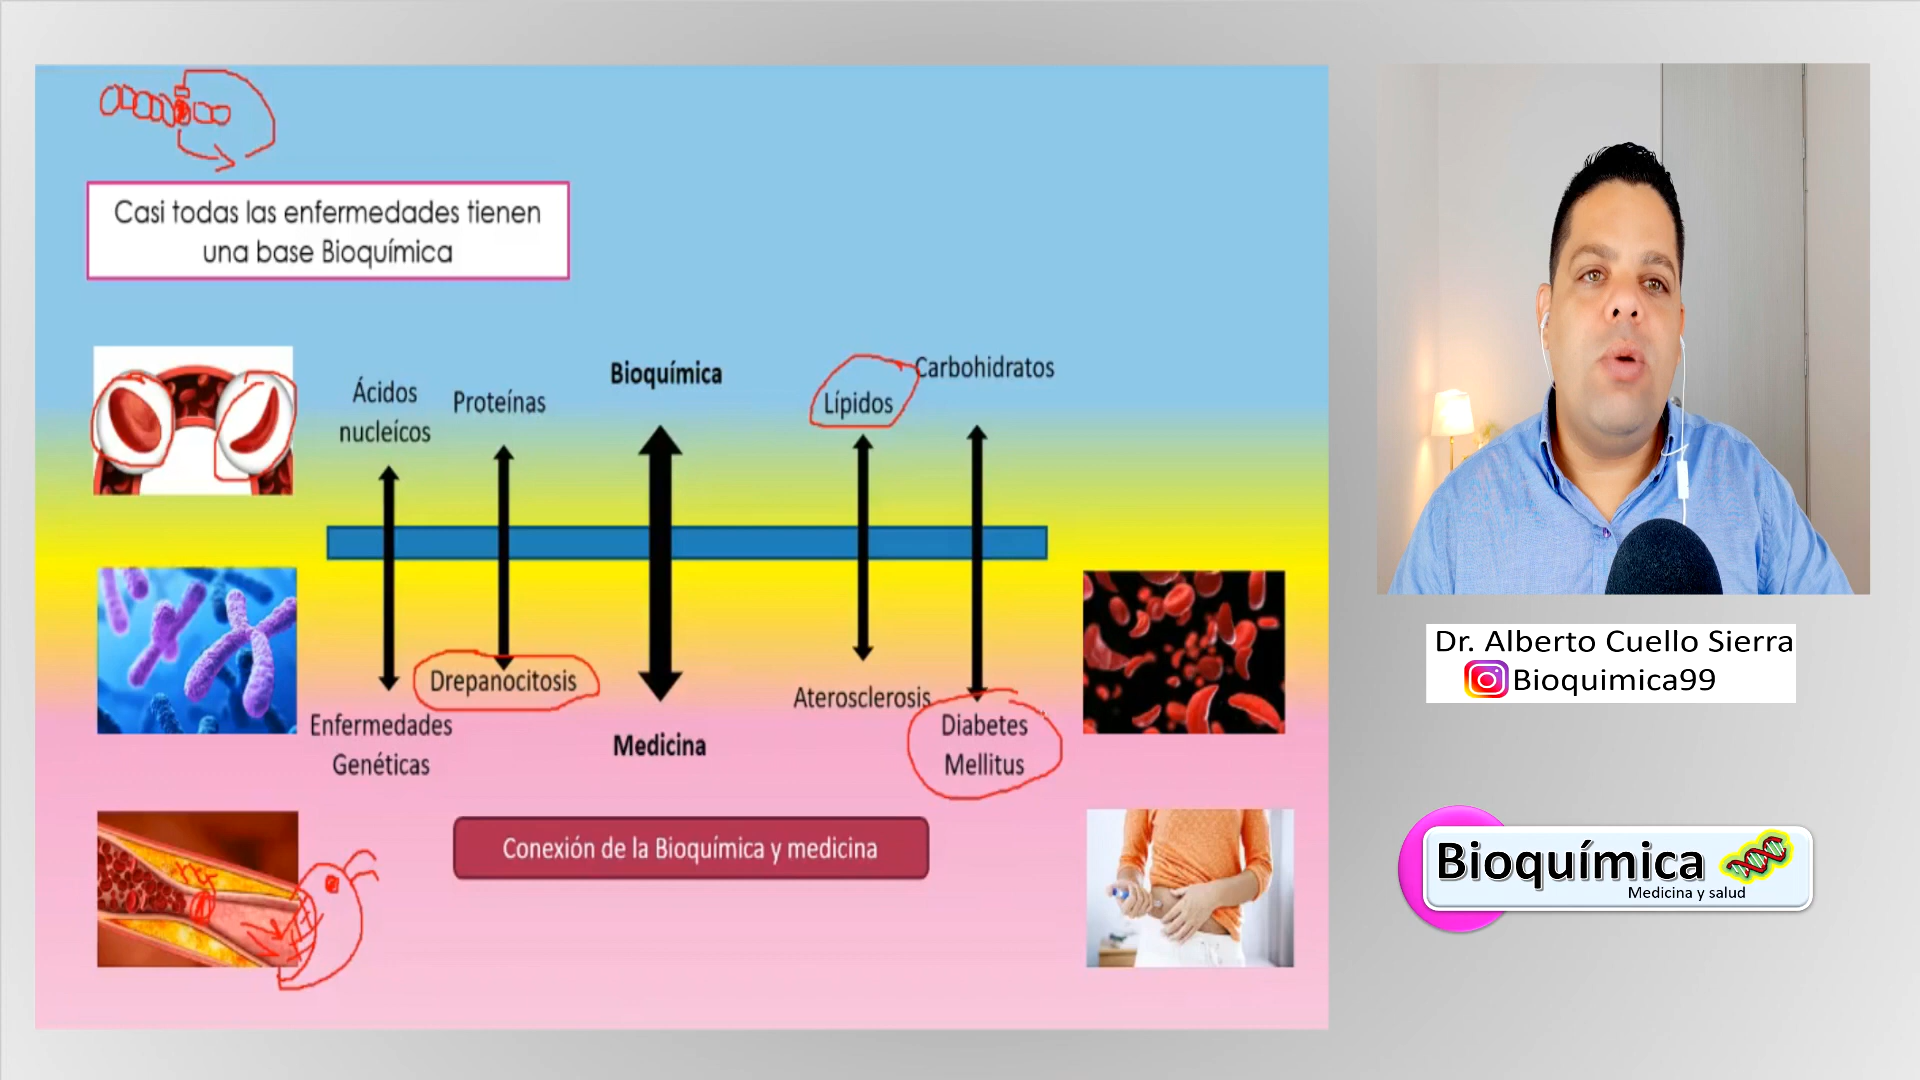 Casi todas las enfermedades tienen
una base Bioquímica
Ácidos
nucleícos
Proteínas
Bioquímica
Lípidos
Carbohidratos
Drepanocitosis
Enfermedades
Genéticas
Medicina
Aterosclerosis
Diabetes
Mellitus
Conexión de la Bioquímica y medicina
Dr. Alberto Cuello Sierra
Bioquimica99
Bioquímica
Medicina y salud